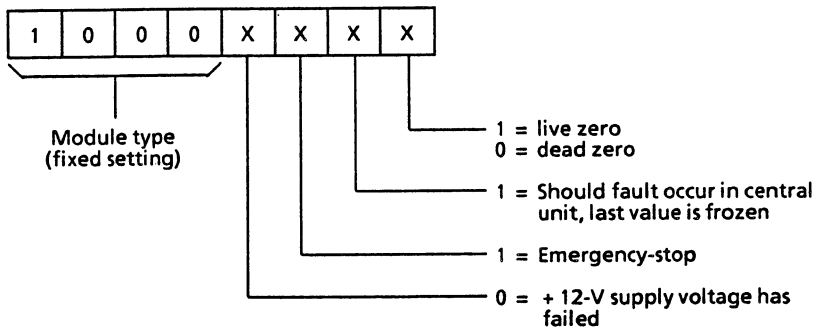 1 0 0 0 X X X X
Module type
(fixed setting)
1 = live zero
0 = dead zero
1 = Should fault occur in central
unit, last value is frozen
1 = Emergency-stop
0 = + 12-V supply voltage has
failed